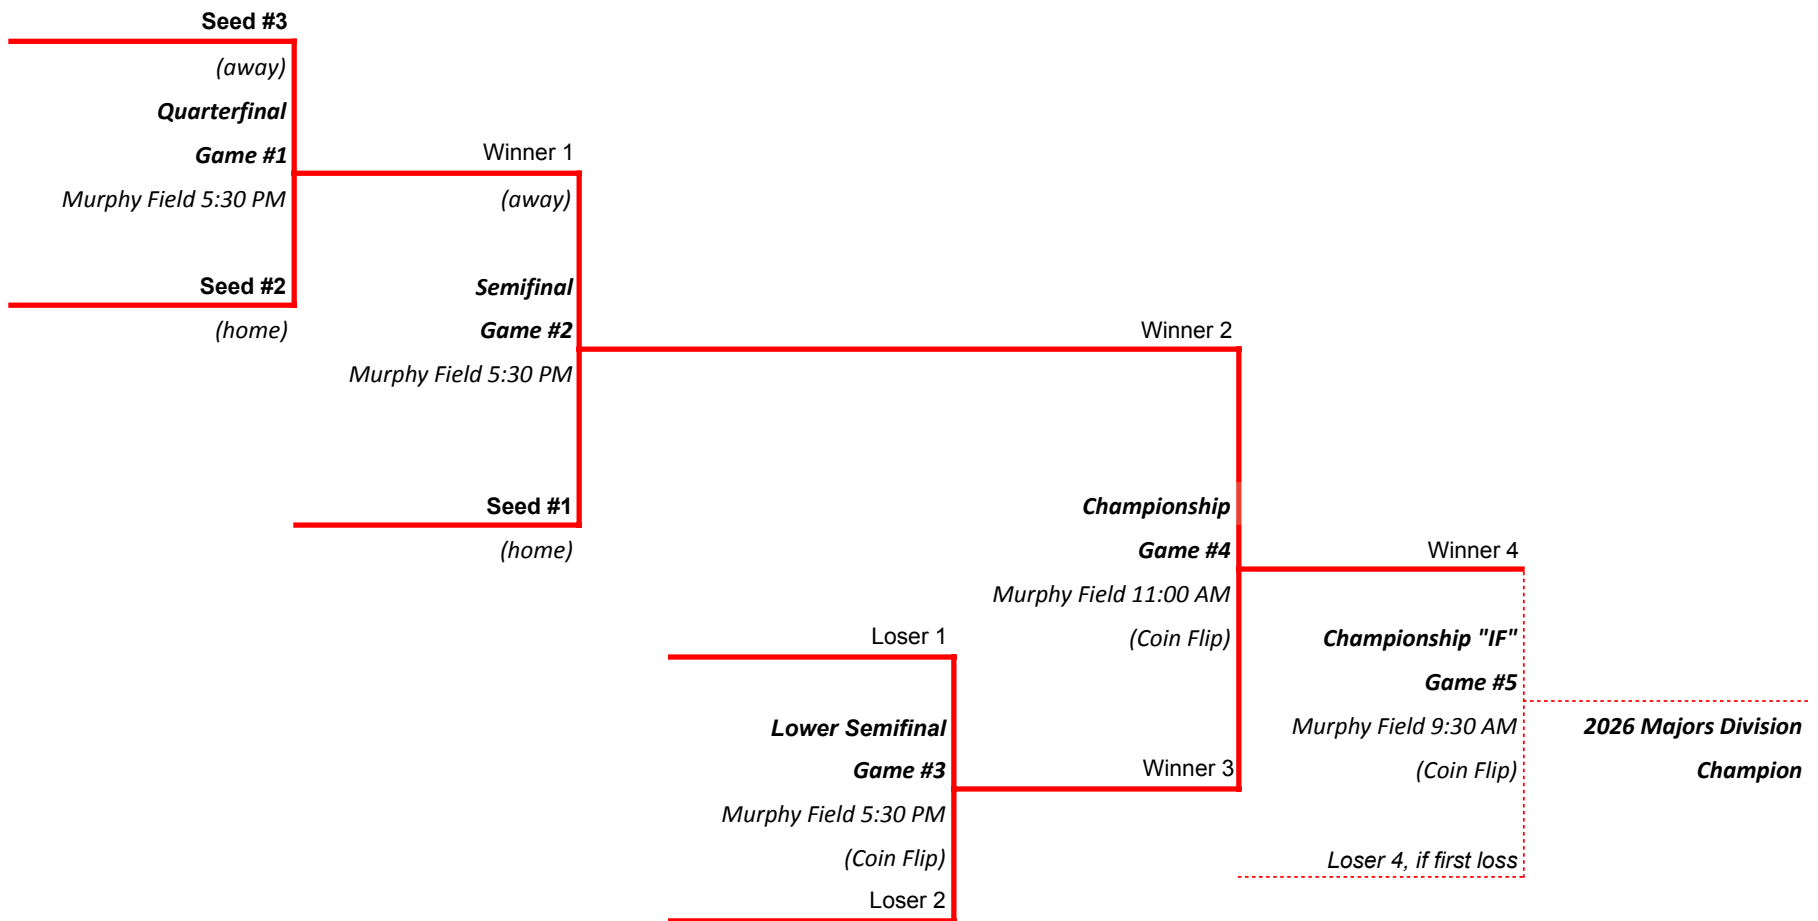 Seed #3
(away)
Quarterfinal
Game #1
Murphy Field 5:30 PM
Seed #2
(home)
Winner 1
(away)
Semifinal
Game #2
Murphy Field 5:30 PM
Seed #1
(home)
Loser 1
Lower Semifinal
Game #3
Murphy Field 5:30 PM
(Coin Flip)
Loser 2
Winner 2
Championship
Game #4
Murphy Field 11:00 AM
(Coin Flip)
Winner 3
Winner 4
Championship "IF"
Game #5
Murphy Field 9:30 AM
(Coin Flip)
Loser 4, if first loss
2026 Majors Division
Champion